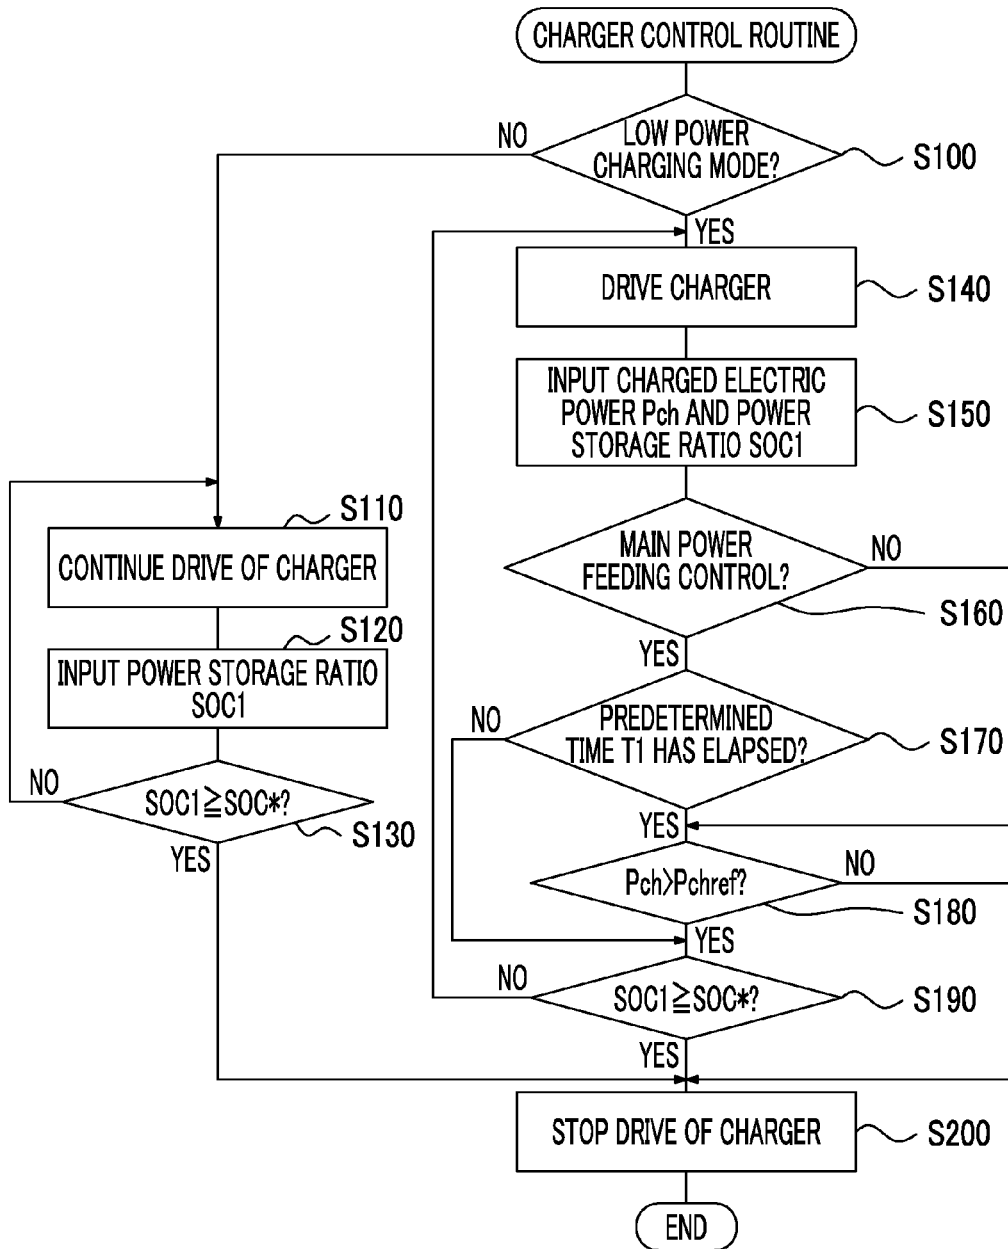 CHARGER CONTROL ROUTINE
LOW POWER
CHARGING MODE?
NO
S100
YES
DRIVE CHARGER
S140
INPUT CHARGED ELECTRIC
POWER Pch AND POWER
STORAGE RATIO SOC1
S150
S110
CONTINUE DRIVE OF CHARGER
S120
INPUT POWER STORAGE RATIO
SOC1
NO
SOC1≧SOC*?
S130
YES
MAIN POWER
FEEDING CONTROL?
NO
S160
YES
NO
PREDETERMINED
TIME T1 HAS ELAPSED?
S170
YES
Pch>Pchref?
NO
S180
YES
NO
SOC1≧SOC*?
S190
YES
STOP DRIVE OF CHARGER
S200
END